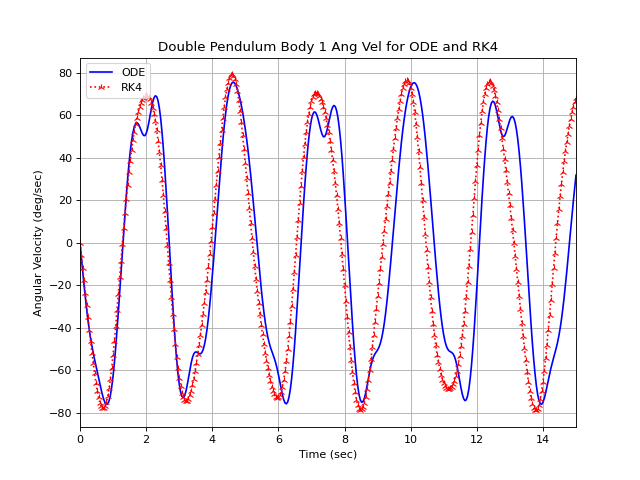 Double Pendulum Body 1 Ang Vel for ODE and RK4
ODE
RK4
Angular Velocity (deg/sec)
80
60
40
20
0
−20
−40
−60
−80
0 2 4 6 8 10 12 14
Time (sec)